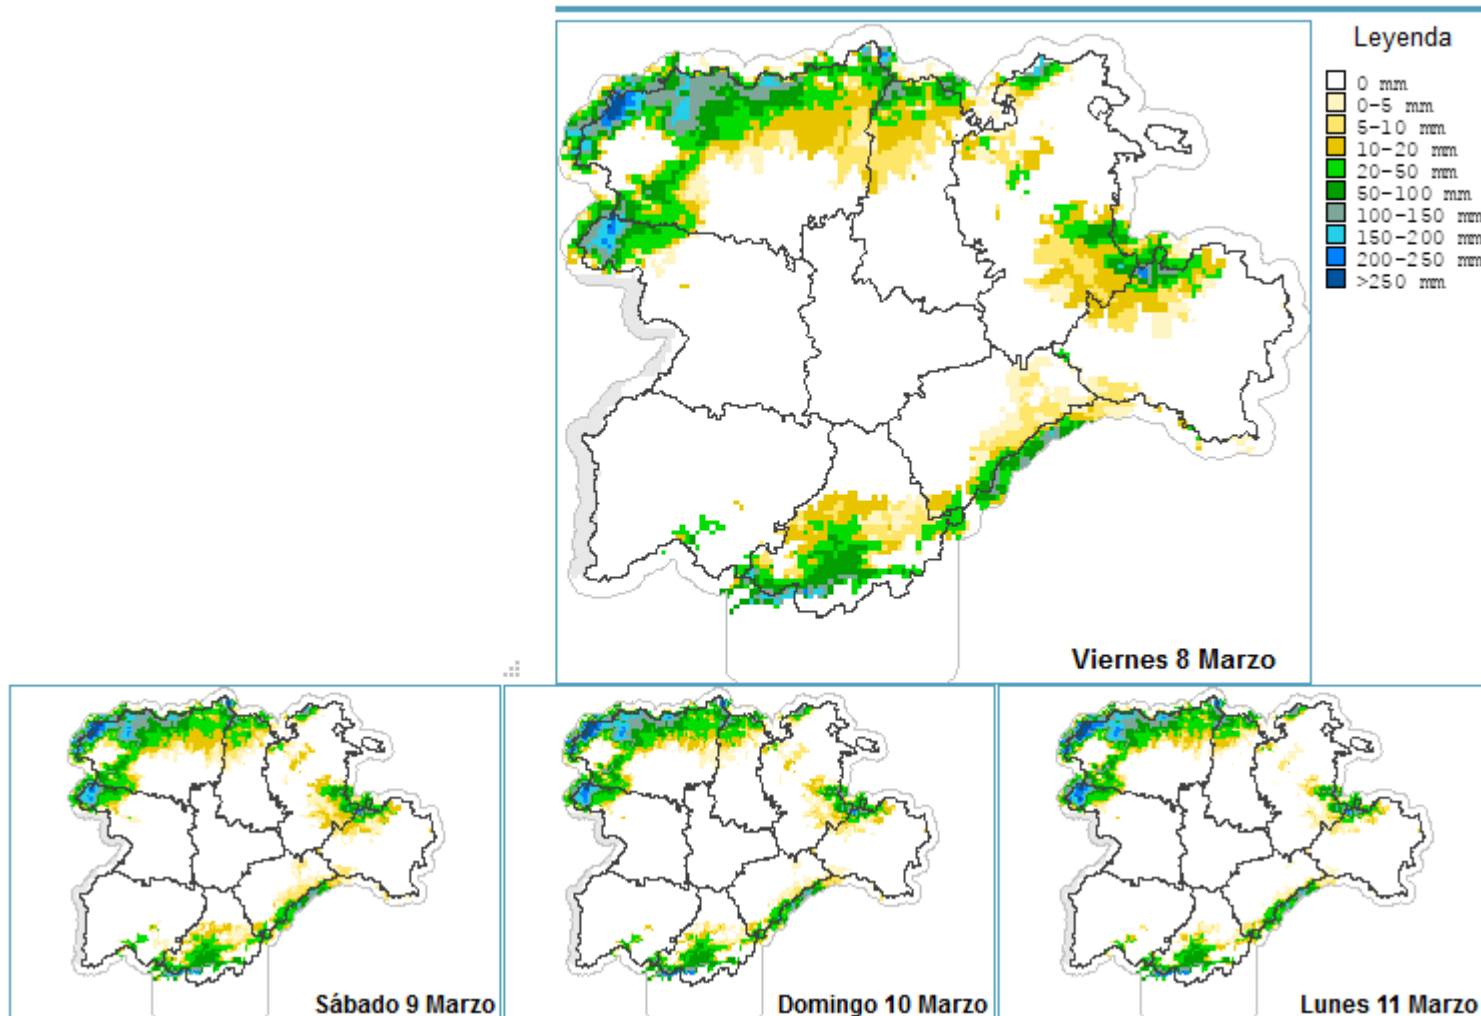 Leyenda
0 mm
0-5 mm
5-10 mm
10-20 mm
20-50 mm
50-100 mm
100-150 mm
150-200 mm
200-250 mm
>250 mm
Viernes 8 Marzo
Sábado 9 Marzo
Domingo 10 Marzo
Lunes 11 Marzo